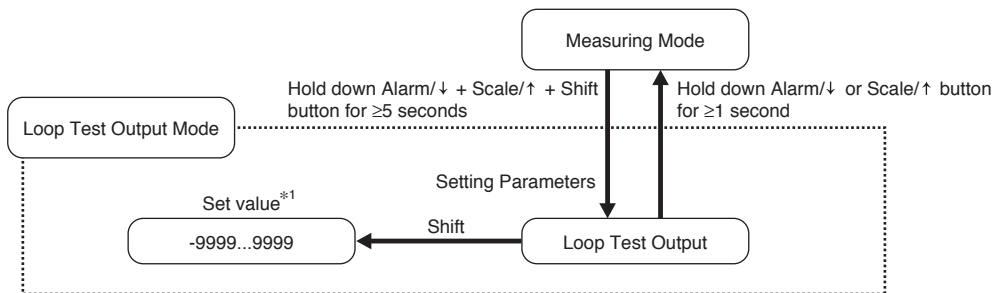 Measuring Mode
Hold down Alarm/↓ + Scale/↑ + Shift
button for ≥5 seconds
Hold down Alarm/↓ or Scale/↑ button
for ≥1 second
Loop Test Output Mode
Setting Parameters
Set value*1
-9999...9999
Shift
Loop Test Output